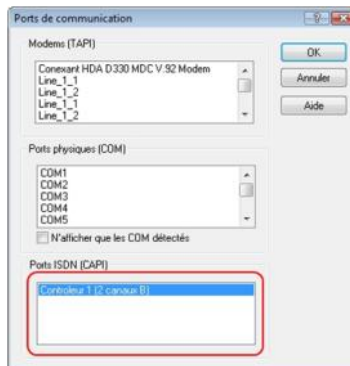 Ports de communication
Modems (TAPI)
Conexant HDA D330 MDC V.92 Modem
Line_1_1
Line_1_2
Line_1_1
Line_1_2
OK
Annuler
Aide
Ports physiques (COM)
COM1
COM2
COM3
COM4
COM5
N'afficher que les COM détectés
Ports ISDN (CAPI)
Controleur 1 (2 canaux B)